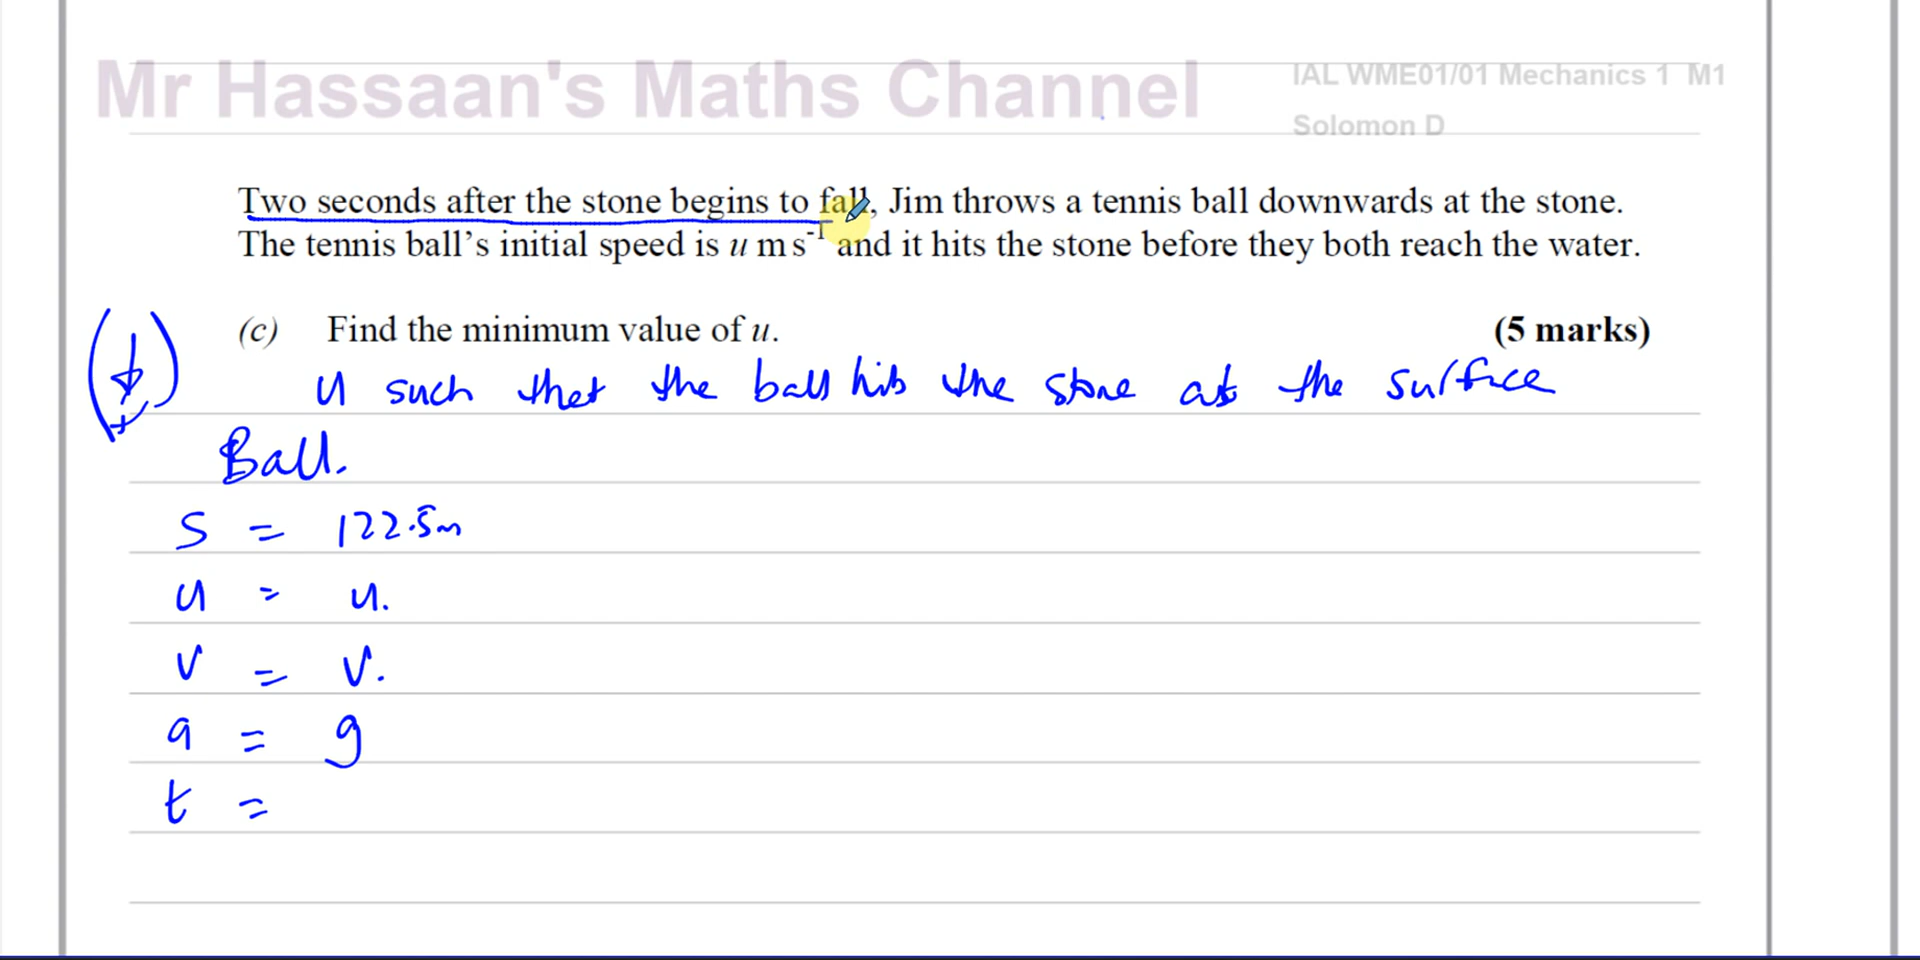 Mr Hassaan's Maths Channel
IAL WME01/01 Mechanics 1 M1
Solomon D
Two seconds after the stone begins to fall, Jim throws a tennis ball downwards at the stone.
The tennis ball's initial speed is u m s⁻¹ and it hits the stone before they both reach the water.
(c) Find the minimum value of u.
(5 marks)
(↓+)
u such that the ball hits the stone at the surface
Ball.
s = 122.5m
u = u.
v = v.
a = g
t =